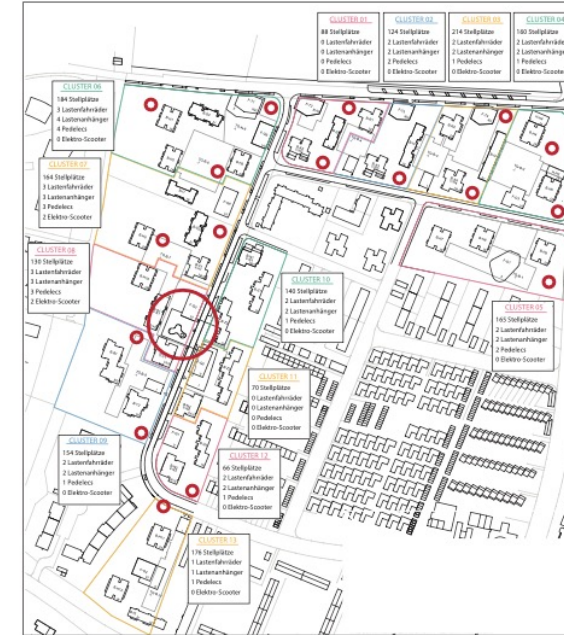 CLUSTER 01
88 Stellplätze
0 Lastenfahrräder
0 Lastenanhänger
0 Pedelecs
0 Elektro-Scooter
CLUSTER 02
124 Stellplätze
2 Lastenfahrräder
2 Lastenanhänger
2 Pedelecs
0 Elektro-Scooter
CLUSTER 03
214 Stellplätze
2 Lastenfahrräder
2 Lastenanhänger
1 Pedelecs
0 Elektro-Scooter
CLUSTER 04
160 Stellplätze
2 Lastenfahrräder
2 Lastenanhänger
1 Pedelecs
0 Elektro-Scooter
CLUSTER 06
184 Stellplätze
3 Lastenfahrräder
4 Lastenanhänger
4 Pedelecs
0 Elektro-Scooter
CLUSTER 07
164 Stellplätze
3 Lastenfahrräder
3 Lastenanhänger
3 Pedelecs
2 Elektro-Scooter
CLUSTER 08
130 Stellplätze
3 Lastenfahrräder
3 Lastenanhänger
3 Pedelecs
2 Elektro-Scooter
CLUSTER 10
140 Stellplätze
2 Lastenfahrräder
2 Lastenanhänger
1 Pedelecs
0 Elektro-Scooter
CLUSTER 05
165 Stellplätze
2 Lastenfahrräder
2 Lastenanhänger
2 Pedelecs
0 Elektro-Scooter
CLUSTER 11
70 Stellplätze
0 Lastenfahrräder
0 Lastenanhänger
0 Pedelecs
0 Elektro-Scooter
CLUSTER 09
154 Stellplätze
2 Lastenfahrräder
2 Lastenanhänger
1 Pedelecs
0 Elektro-Scooter
CLUSTER 12
66 Stellplätze
2 Lastenfahrräder
2 Lastenanhänger
1 Pedelecs
0 Elektro-Scooter
CLUSTER 13
176 Stellplätze
1 Lastenfahrräder
1 Lastenanhänger
1 Pedelecs
0 Elektro-Scooter